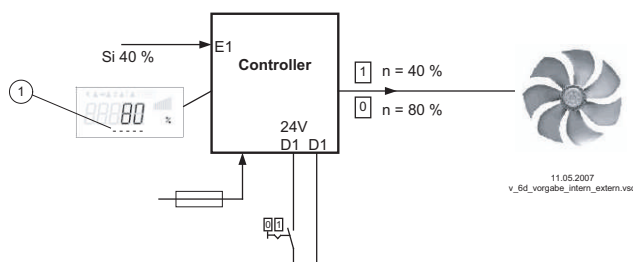 Si 40 %
E1
Controller
1 n = 40 %
0 n = 80 %
1
80
%
24V
D1 D1
0 1
11.05.2007
v_6d_vorgabe_intern_extern.vsd